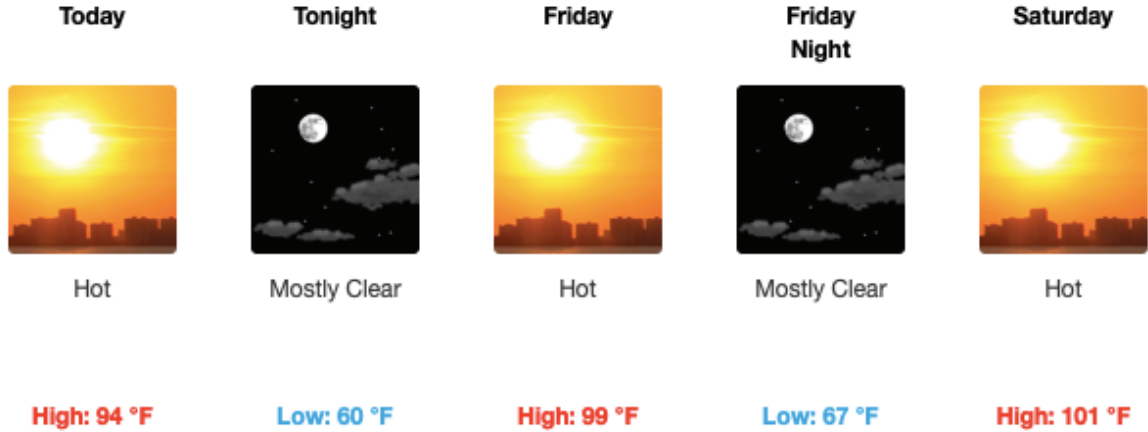 Today
Tonight
Friday
Friday
Night
Saturday
Hot
Mostly Clear
Hot
Mostly Clear
Hot
High: 94 °F
Low: 60 °F
High: 99 °F
Low: 67 °F
High: 101 °F